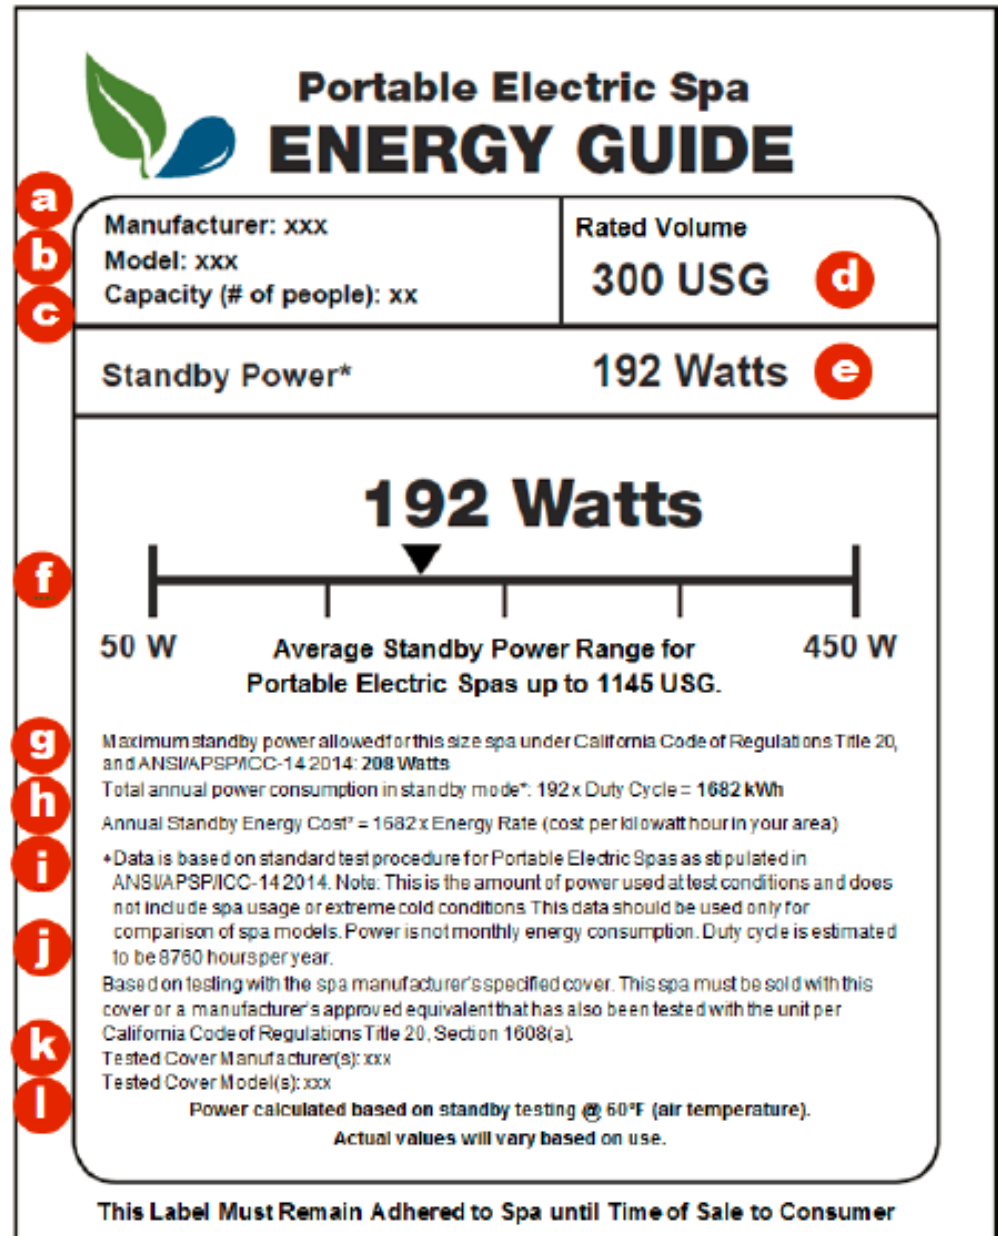 Portable Electric Spa
ENERGY GUIDE
a
Manufacturer: xxx
Rated Volume
b
Model: xxx
300 USG
d
Capacity (# of people): xx
c
Standby Power*
192 Watts
e
192 Watts
f
50 W
450 W
Average Standby Power Range for
Portable Electric Spas up to 1145 USG.
g
Maximum standby power allowed for this size spa under California Code of Regulations Title 20,
and ANSI/APSP/ICC-14 2014: 208 Watts
h
Total annual power consumption in standby mode*: 192 x Duty Cycle = 1682 kWh
Annual Standby Energy Cost* = 1682 x Energy Rate (cost per kilowatt hour in your area)
i
*Data is based on standard test procedure for Portable Electric Spas as stipulated in
ANSI/APSP/ICC-14 2014. Note: This is the amount of power used at test conditions and does
not include spa usage or extreme cold conditions. This data should be used only for
comparison of spa models. Power is not monthly energy consumption. Duty cycle is estimated
to be 8760 hours per year.
j
Based on testing with the spa manufacturer's specified cover. This spa must be sold with this
cover or a manufacturer's approved equivalent that has also been tested with the unit per
California Code of Regulations Title 20, Section 1608(a).
k
Tested Cover Manufacturer(s): xxx
Tested Cover Model(s): xxx
l
Power calculated based on standby testing @ 60°F (air temperature).
Actual values will vary based on use.
This Label Must Remain Adhered to Spa until Time of Sale to Consumer